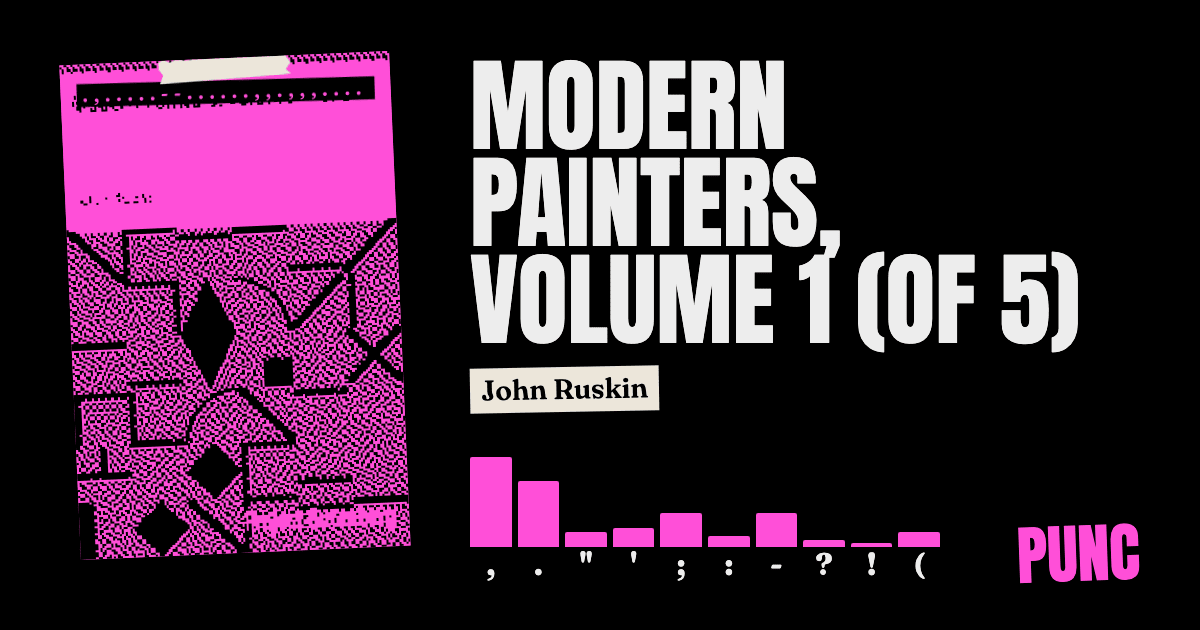 MODERN
PAINTERS,
VOLUME 1 (OF 5)
John Ruskin
, . " ' ; : - ? ! (
PUNC